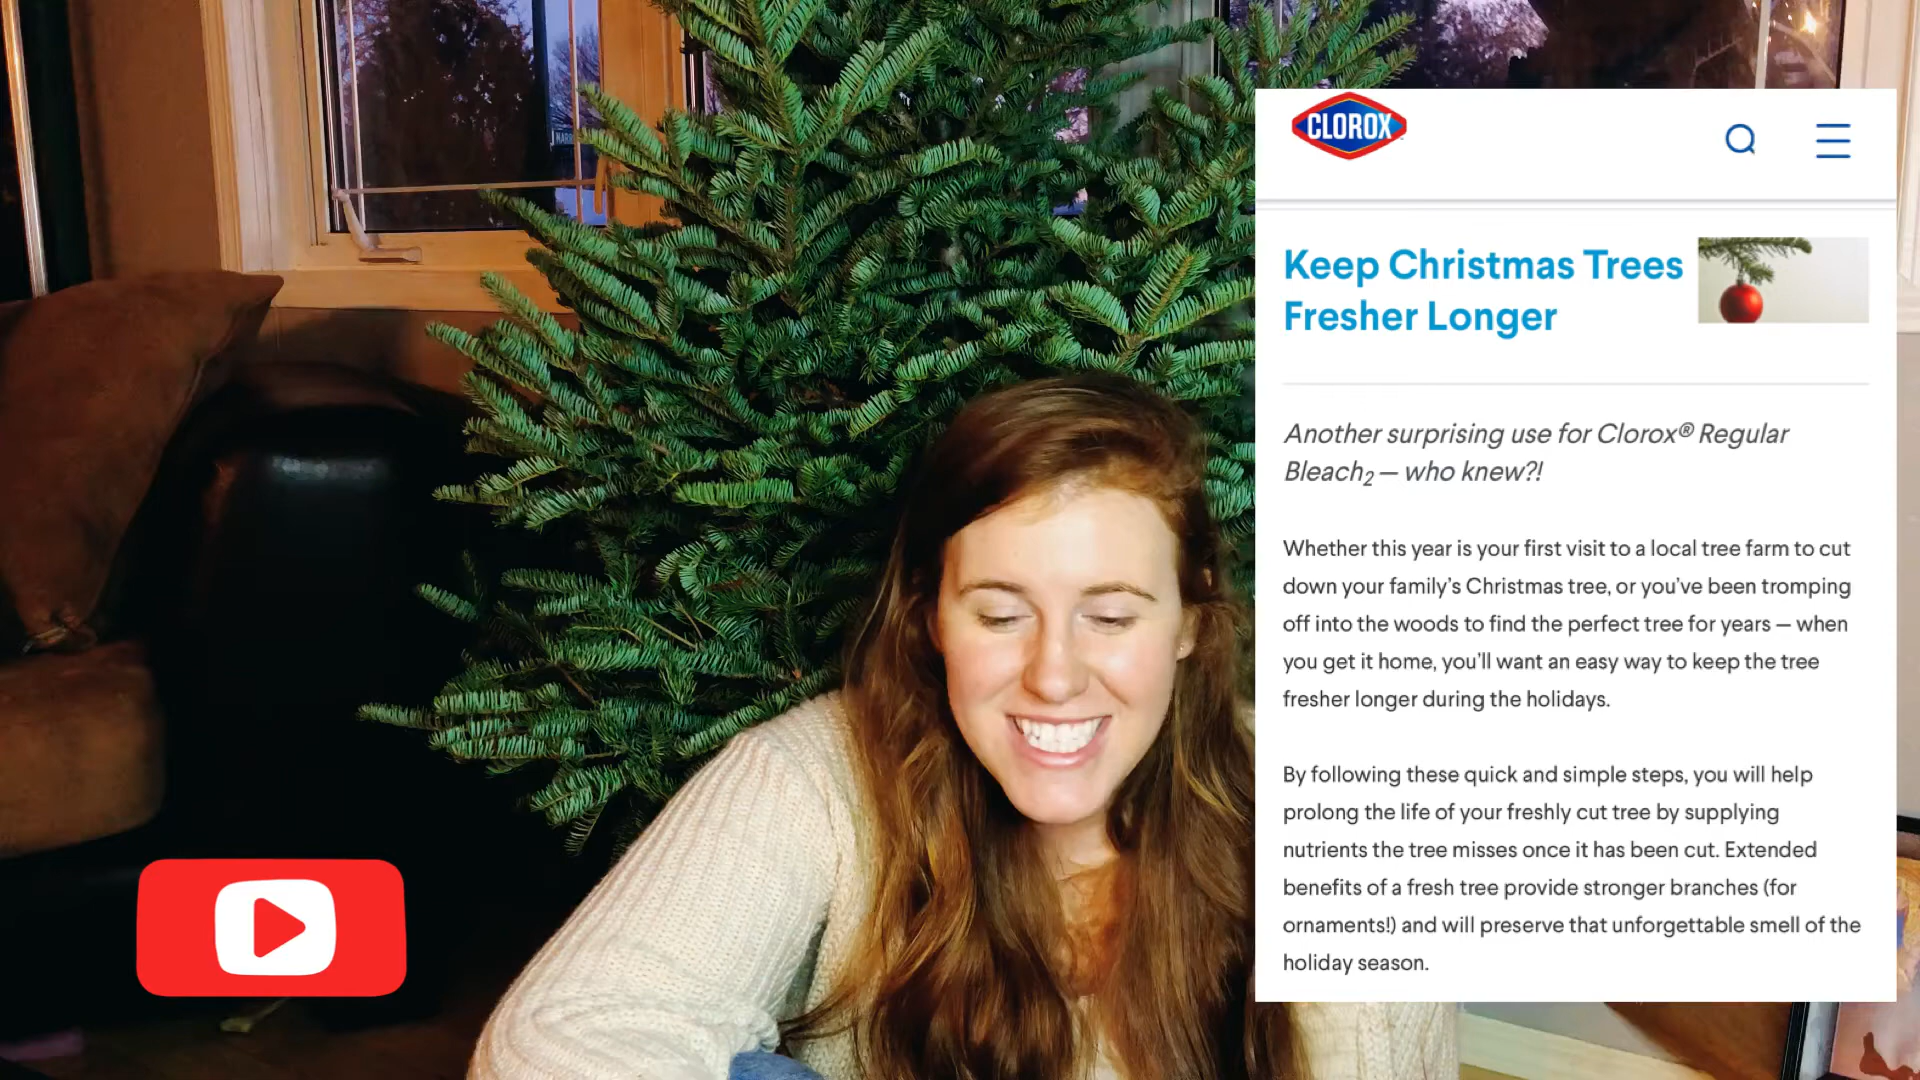 CLOROX
Keep Christmas Trees
Fresher Longer
Another surprising use for Clorox® Regular
Bleach₂ — who knew?!
Whether this year is your first visit to a local tree farm to cut
down your family's Christmas tree, or you've been tromping
off into the woods to find the perfect tree for years — when
you get it home, you'll want an easy way to keep the tree
fresher longer during the holidays.
By following these quick and simple steps, you will help
prolong the life of your freshly cut tree by supplying
nutrients the tree misses once it has been cut. Extended
benefits of a fresh tree provide stronger branches (for
ornaments!) and will preserve that unforgettable smell of the
holiday season.